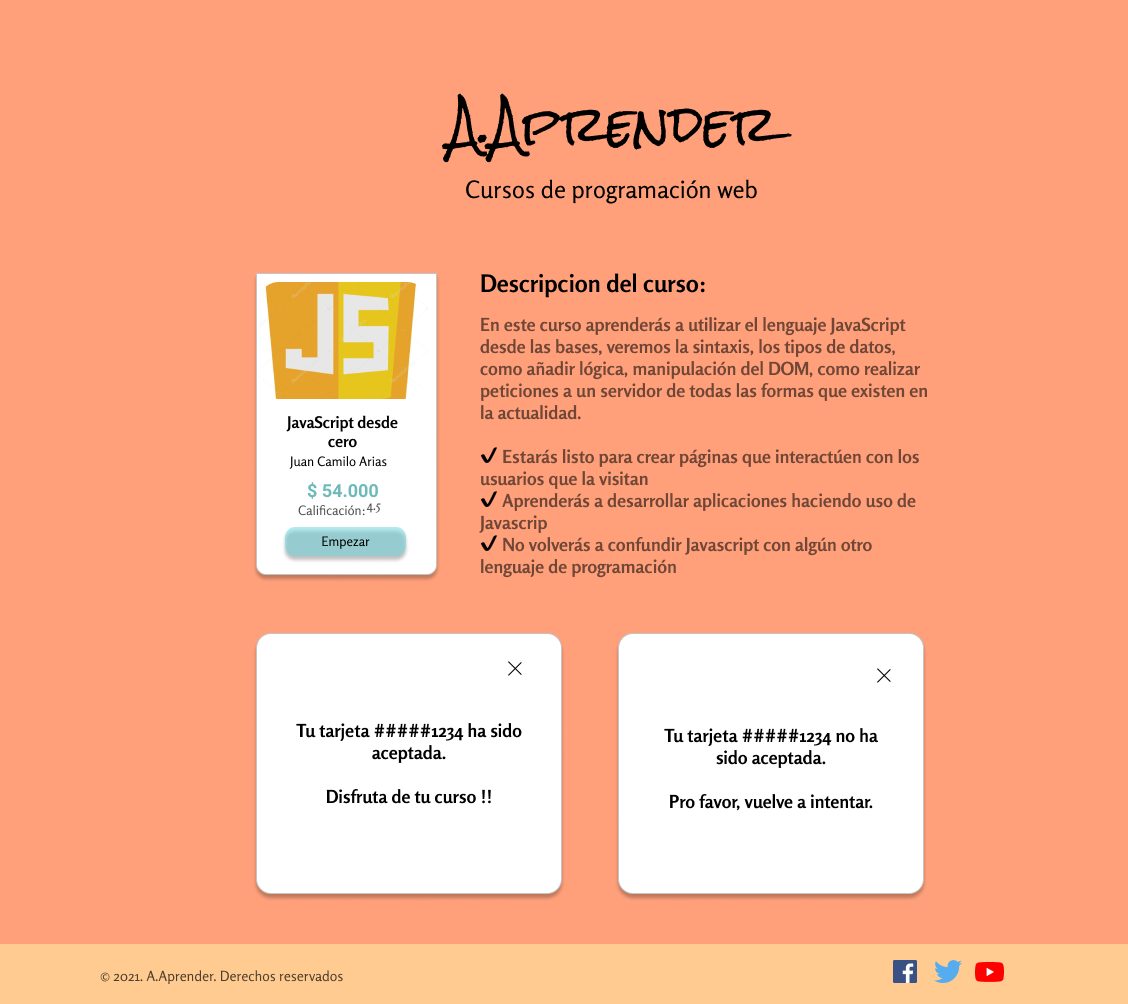 A.Aprender
Cursos de programación web
JS
JavaScript desde
cero
Juan Camilo Arias
$ 54.000
Calificación: 4.5
Empezar
Descripcion del curso:
En este curso aprenderás a utilizar el lenguaje JavaScript
desde las bases, veremos la sintaxis, los tipos de datos,
como añadir lógica, manipulación del DOM, como realizar
peticiones a un servidor de todas las formas que existen en
la actualidad.
✔ Estarás listo para crear páginas que interactúen con los
usuarios que la visitan
✔ Aprenderás a desarrollar aplicaciones haciendo uso de
Javascrip
✔ No volverás a confundir Javascript con algún otro
lenguaje de programación
Tu tarjeta #####1234 ha sido
aceptada.
Disfruta de tu curso !!
Tu tarjeta #####1234 no ha
sido aceptada.
Pro favor, vuelve a intentar.
© 2021. A.Aprender. Derechos reservados